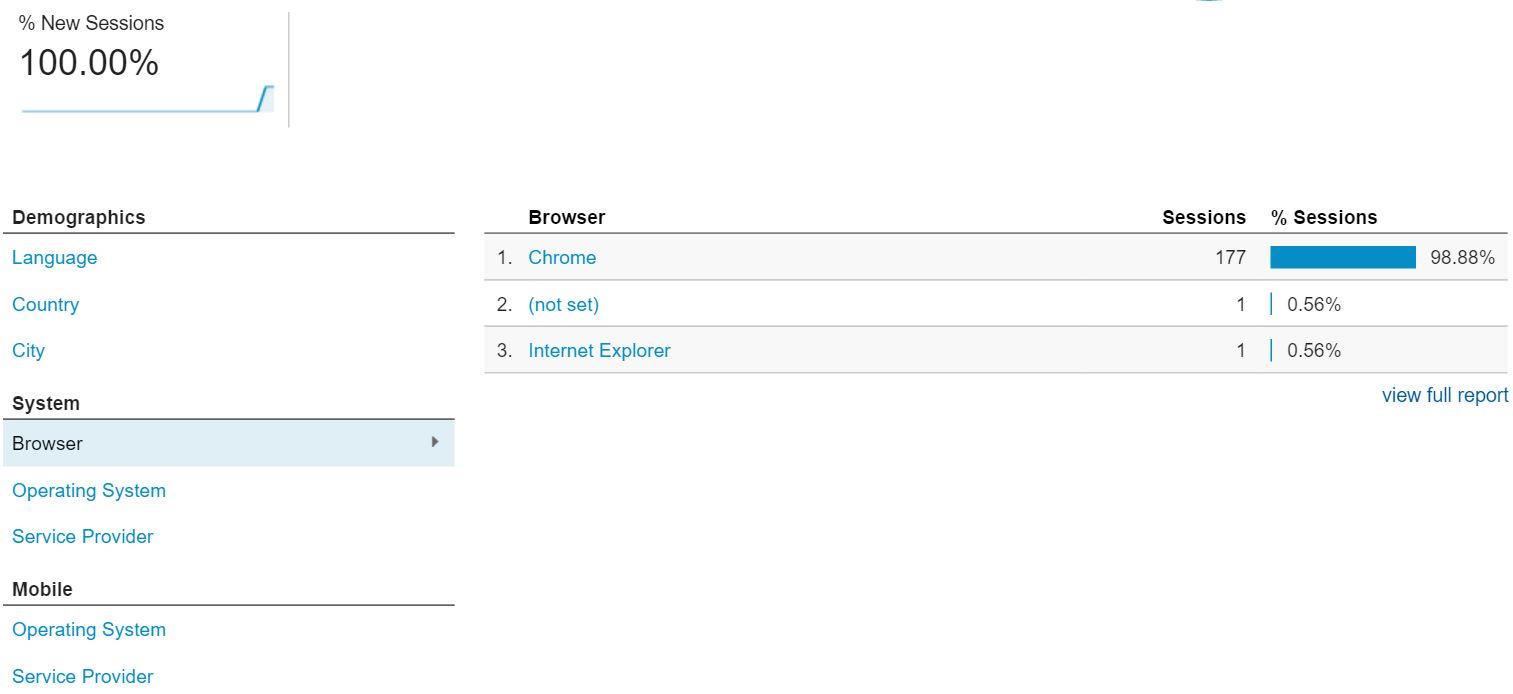 % New Sessions
100.00%
Demographics
Language
Country
City
System
Browser
Operating System
Service Provider
Mobile
Operating System
Service Provider
Browser Sessions % Sessions
1. Chrome 177 98.88%
2. (not set) 1 0.56%
3. Internet Explorer 1 0.56%
view full report